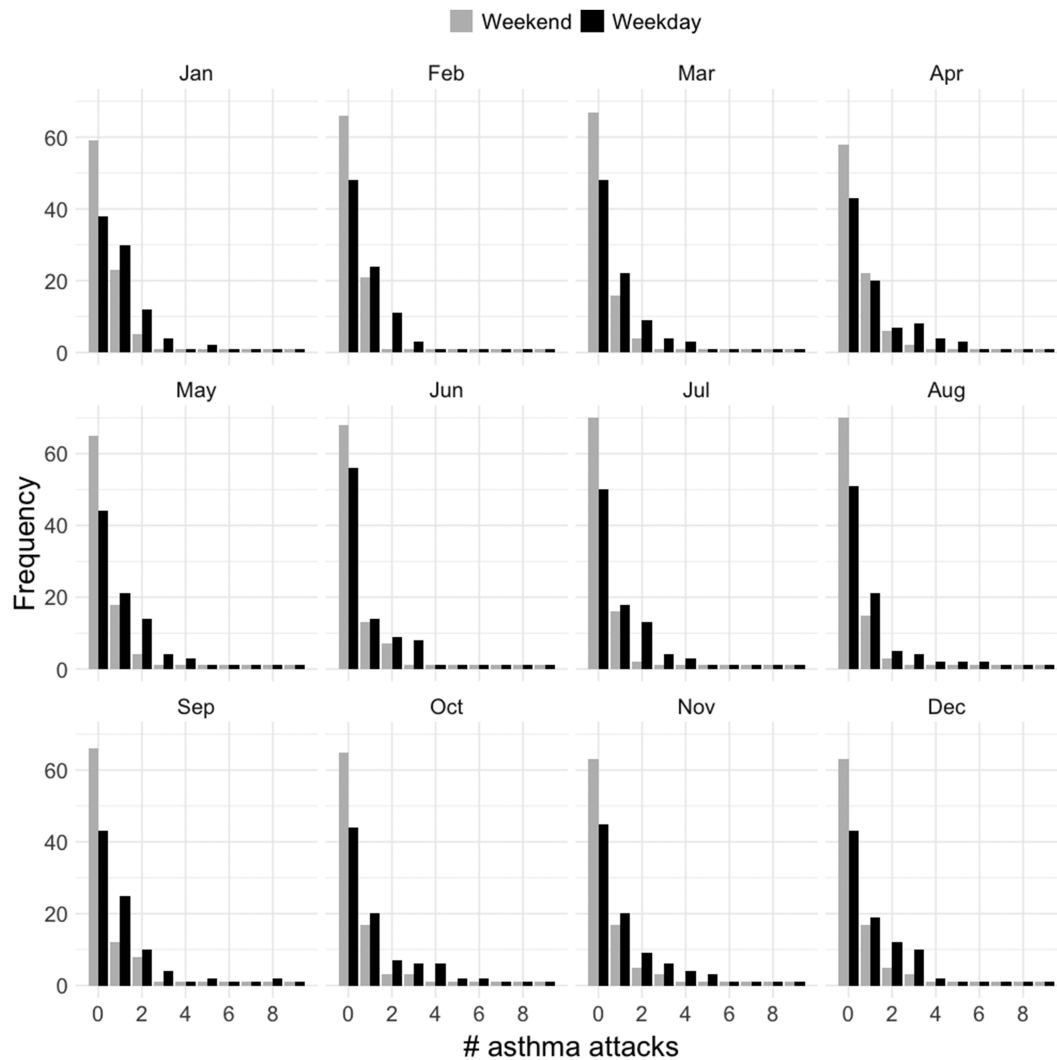 Weekend Weekday
Jan Feb Mar Apr
60
40
20
0
May Jun Jul Aug
60
40
20
0
Frequency
Sep Oct Nov Dec
60
40
20
0
0 2 4 6 8 0 2 4 6 8 0 2 4 6 8 0 2 4 6 8
# asthma attacks